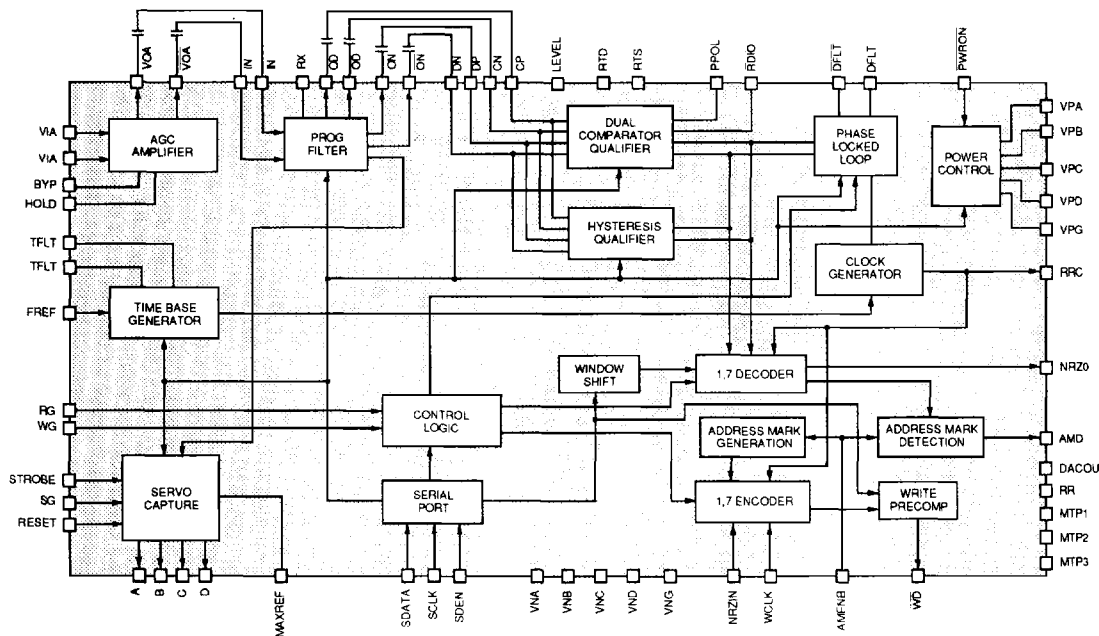 VOA
VOA
IN
IN
RX
OD
OD
ON
ON
DN
DP
CN
CP
LEVEL
RTD
RTS
PPOL
RDIO
DFLT
DFLT
PWRON
VIA
VIA
BYP
HOLD
TFLT
TFLT
FREF
RG
WG
STROBE
SG
RESET
AGC
AMPLIFIER
PROG
FILTER
DUAL
COMPARATOR
QUALIFIER
PHASE
LOCKED
LOOP
POWER
CONTROL
HYSTERESIS
QUALIFIER
CLOCK
GENERATOR
TIME BASE
GENERATOR
WINDOW
SHIFT
1,7 DECODER
CONTROL
LOGIC
ADDRESS MARK
GENERATION
ADDRESS MARK
DETECTION
SERVO
CAPTURE
SERIAL
PORT
1,7 ENCODER
WRITE
PRECOMP
VPA
VPB
VPC
VPD
VPG
RRC
NRZ0
AMD
DACOU
RR
MTP1
MTP2
MTP3
A
B
C
D
MAXREF
SDATA
SCLK
SDEN
VNA
VNB
VNC
VND
VNG
NRZIN
WCLK
AMENB
WD